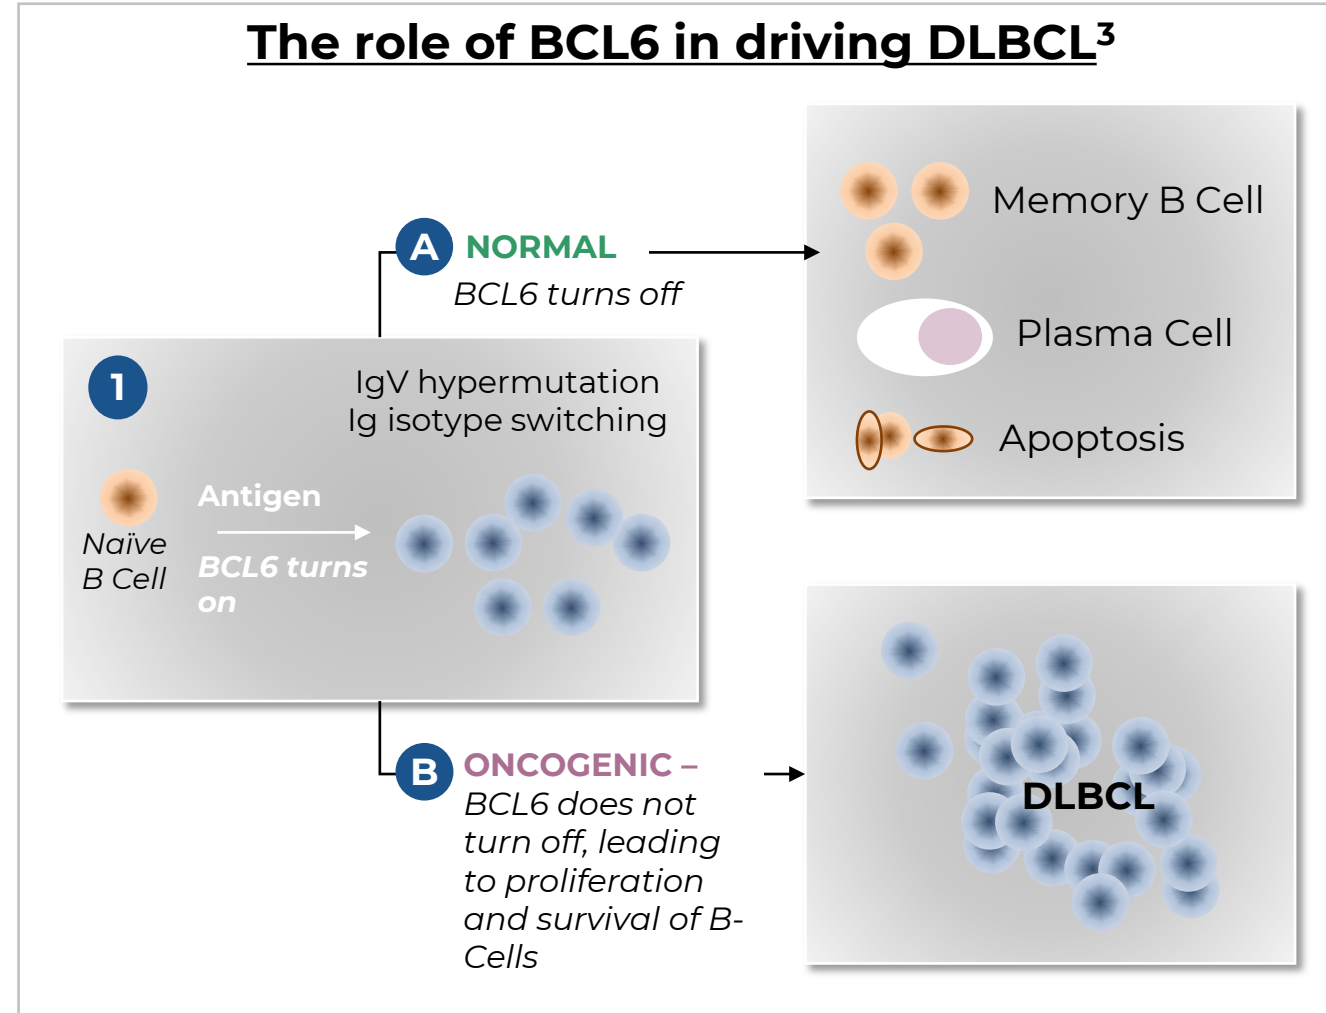 The role of BCL6 in driving DLBCL³
A NORMAL
BCL6 turns off
Memory B Cell
Plasma Cell
Apoptosis
1
IgV hypermutation
Ig isotype switching
Antigen
Naïve
B Cell
BCL6 turns
on
B ONCOGENIC –
BCL6 does not
turn off, leading
to proliferation
and survival of B-
Cells
DLBCL